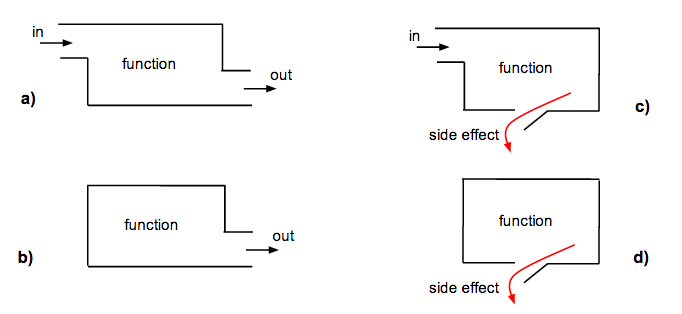 in
function
out
a)
in
function
side effect
c)
function
out
b)
function
side effect
d)